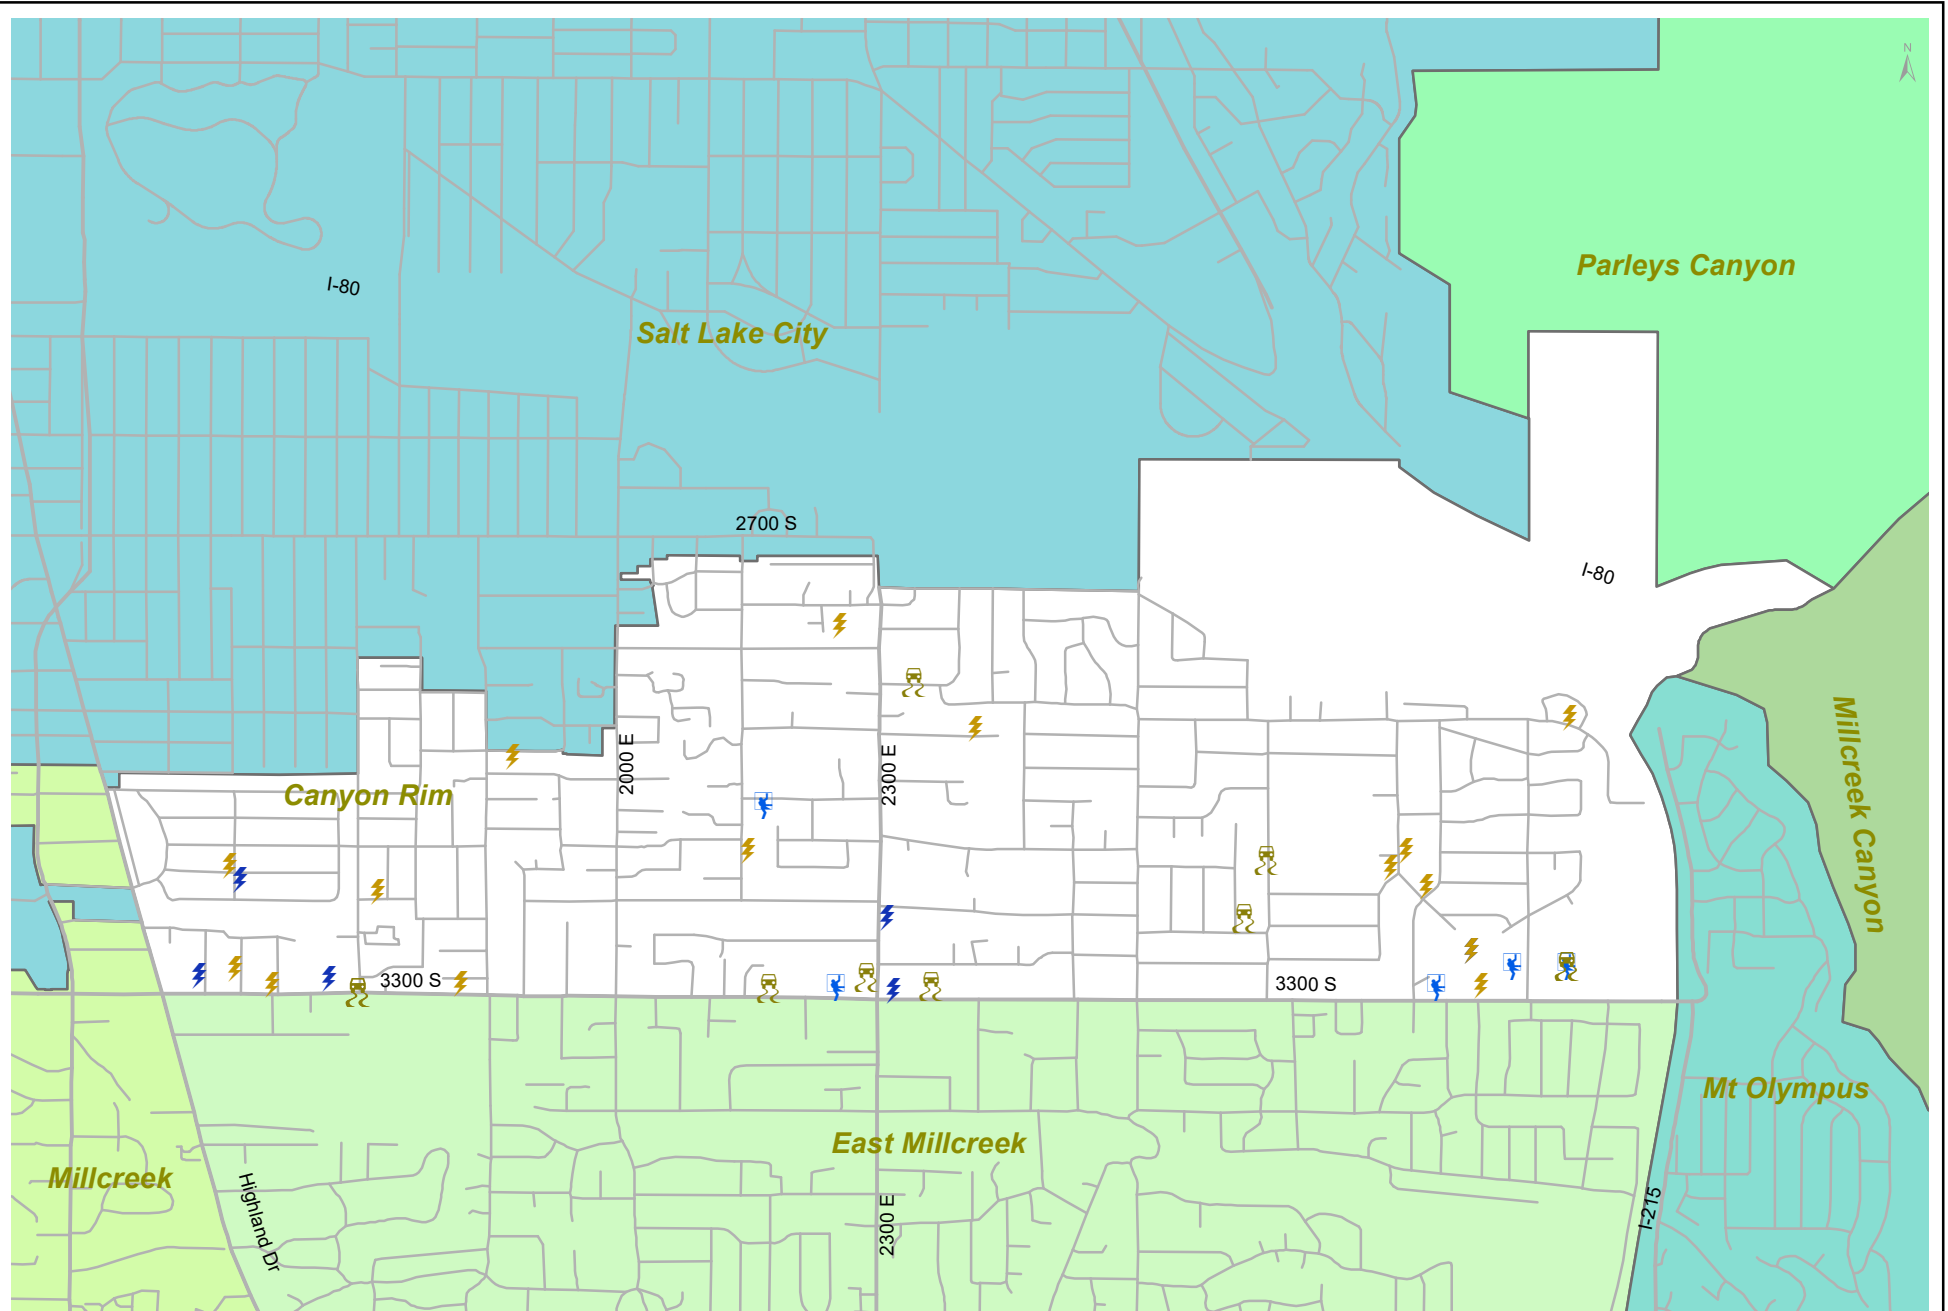 N
Parleys Canyon
I-80
Salt Lake City
2700 S
I-80
2000 E
2300 E
Canyon Rim
Millcreek Canyon
3300 S
3300 S
Mt Olympus
East Millcreek
Millcreek
Highland Dr
2300 E
I-215